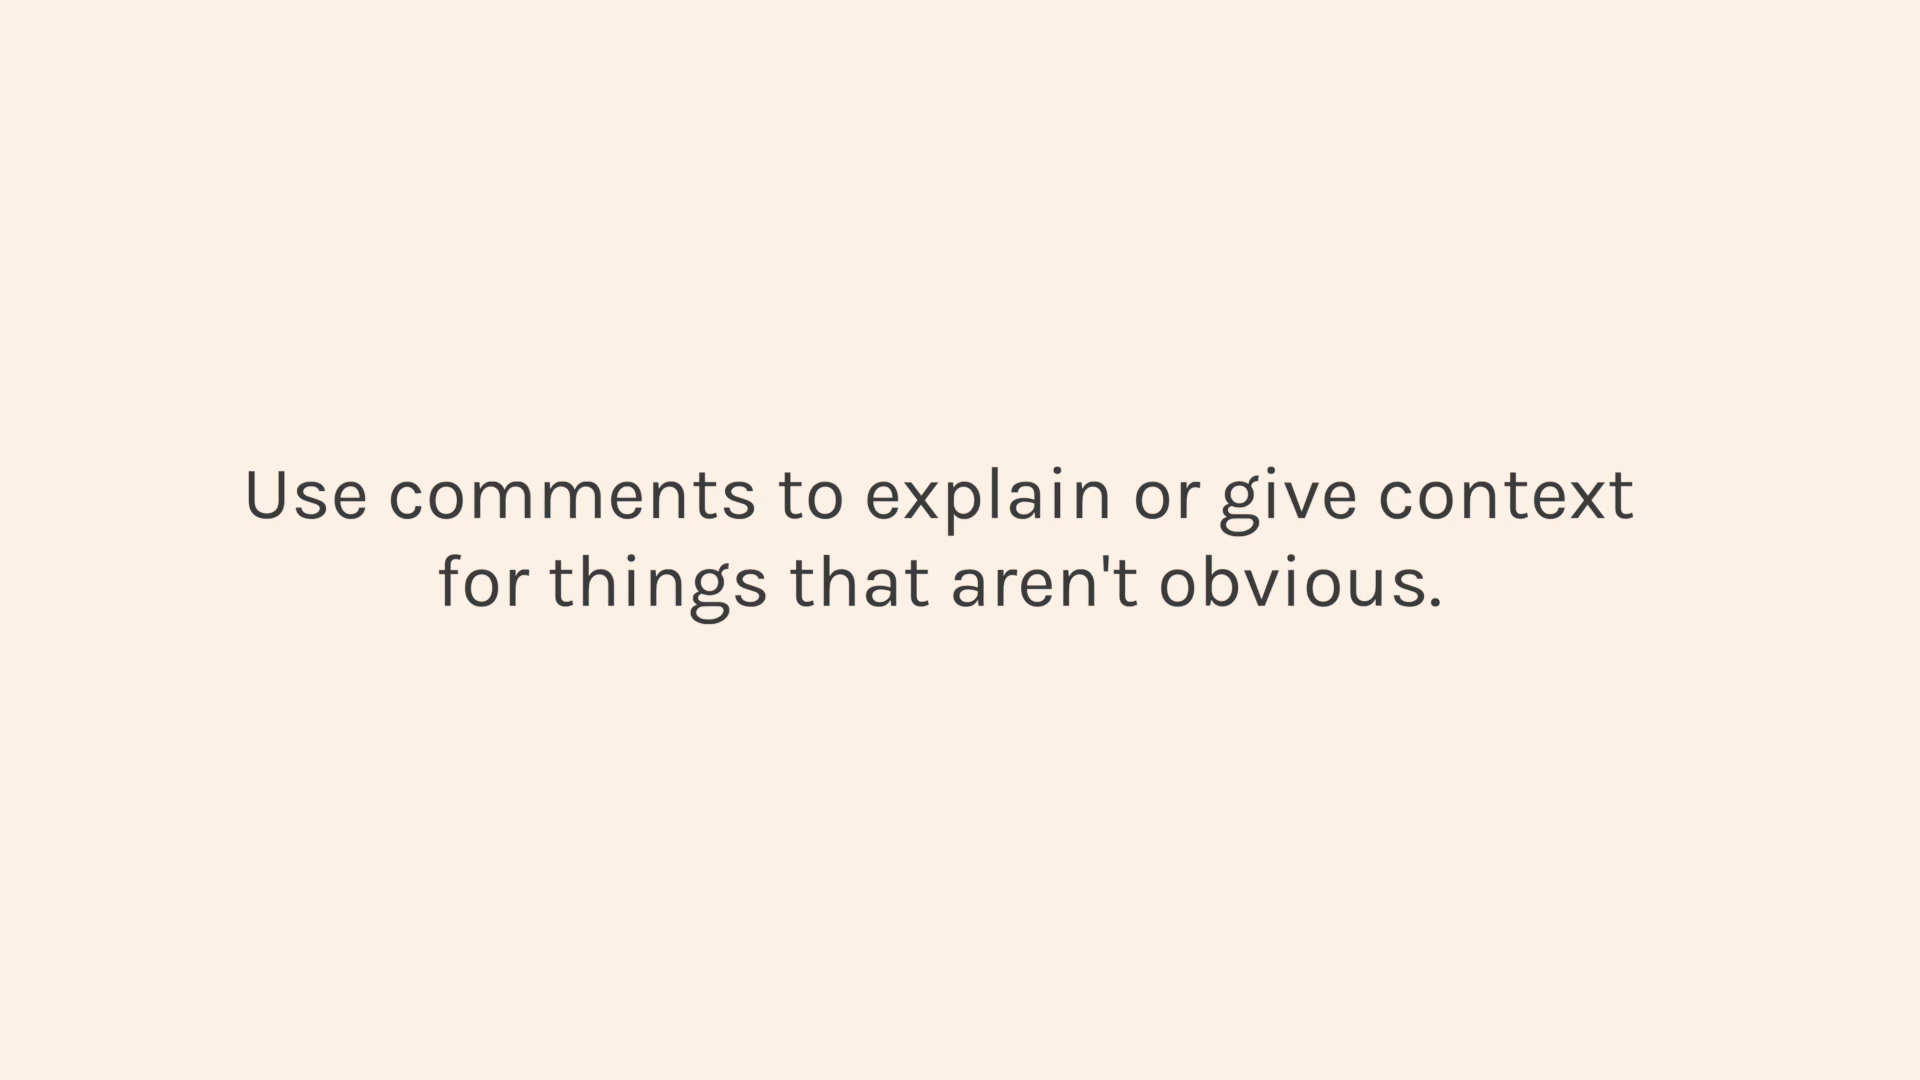 Use comments to explain or give context
for things that aren't obvious.